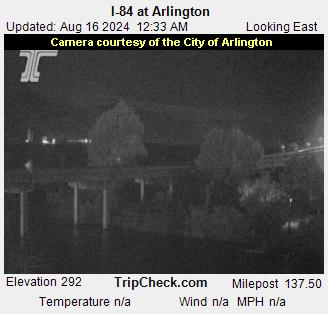 I-84 at Arlington
Updated: Aug 16 2024 12:33 AM Looking East
Camera courtesy of the City of Arlington
Elevation 292 TripCheck.com Milepost 137.50
Temperature n/a Wind n/a MPH n/a